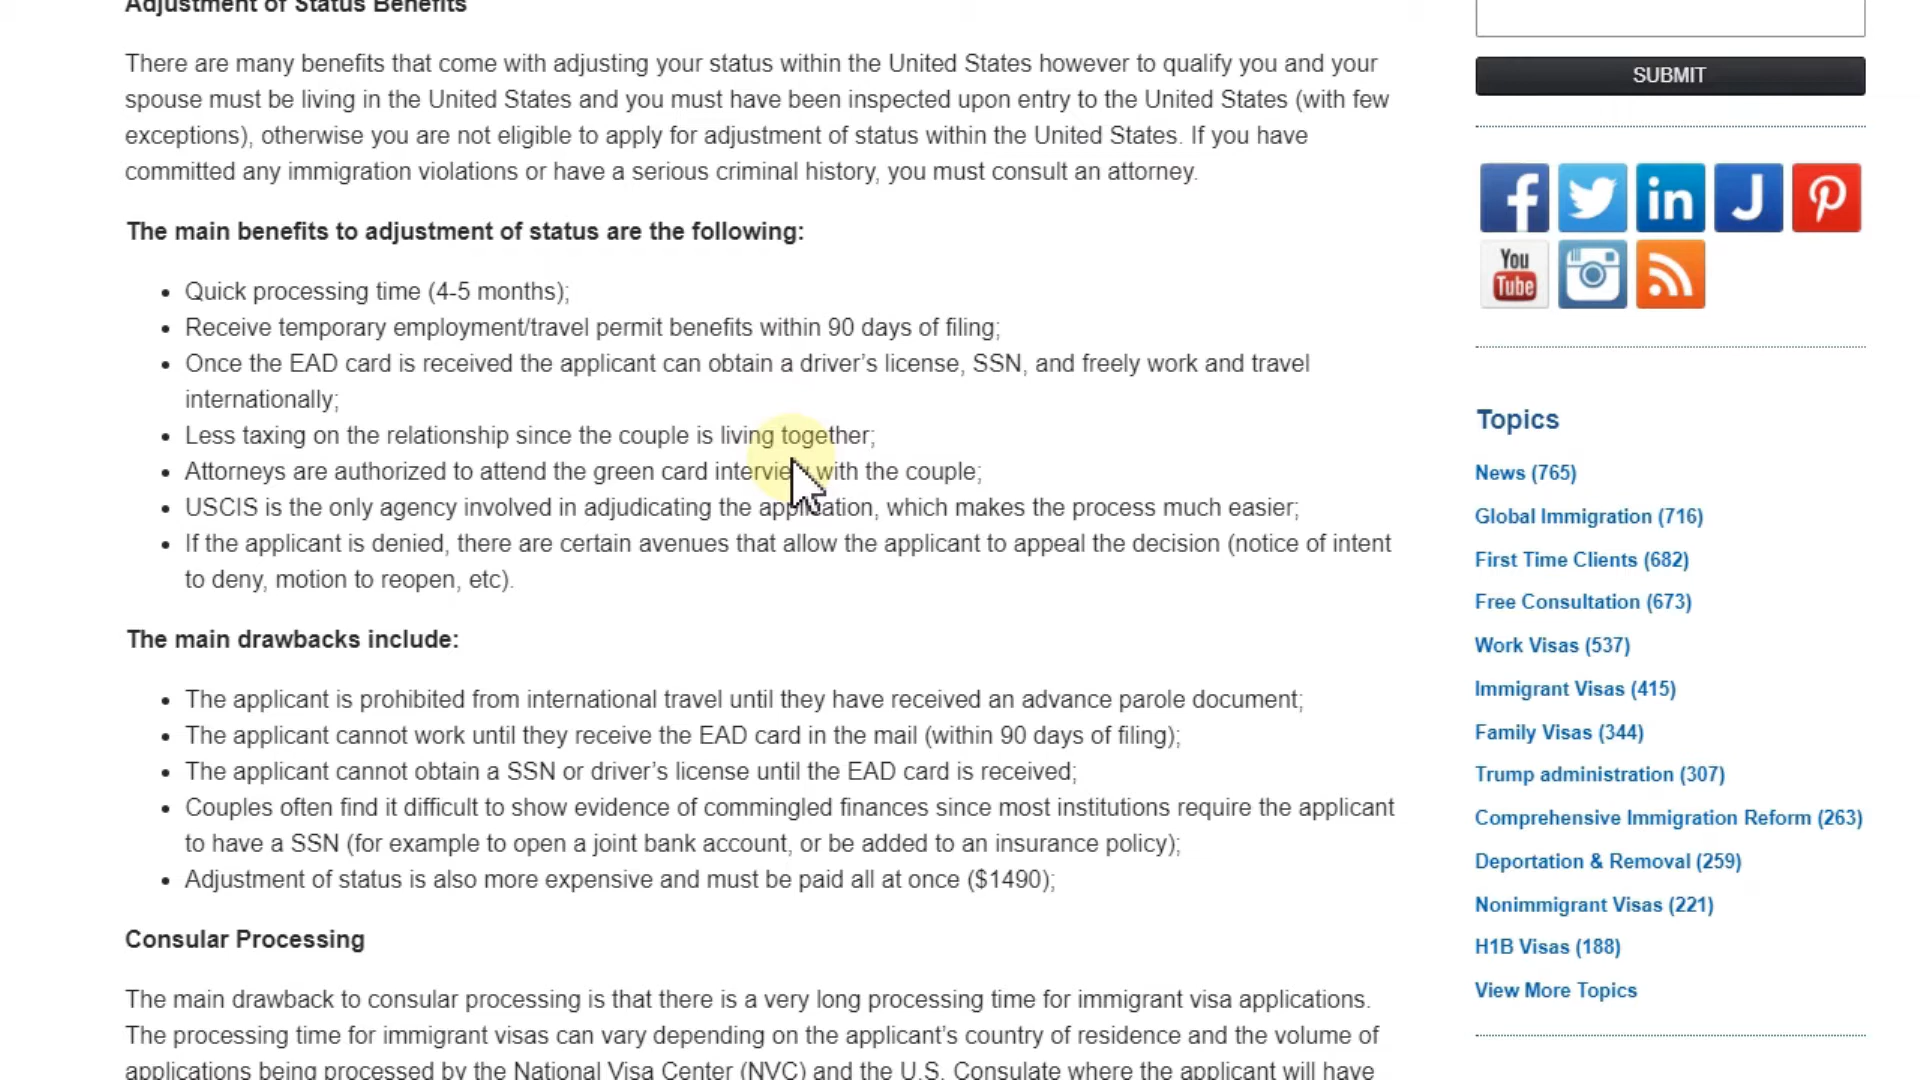 Adjustment of Status Benefits
There are many benefits that come with adjusting your status within the United States however to qualify you and your
spouse must be living in the United States and you must have been inspected upon entry to the United States (with few
exceptions), otherwise you are not eligible to apply for adjustment of status within the United States. If you have
committed any immigration violations or have a serious criminal history, you must consult an attorney.
The main benefits to adjustment of status are the following:
• Quick processing time (4-5 months);
• Receive temporary employment/travel permit benefits within 90 days of filing;
• Once the EAD card is received the applicant can obtain a driver’s license, SSN, and freely work and travel
internationally;
• Less taxing on the relationship since the couple is living together;
• Attorneys are authorized to attend the green card interview with the couple;
• USCIS is the only agency involved in adjudicating the application, which makes the process much easier;
• If the applicant is denied, there are certain avenues that allow the applicant to appeal the decision (notice of intent
to deny, motion to reopen, etc).
The main drawbacks include:
• The applicant is prohibited from international travel until they have received an advance parole document;
• The applicant cannot work until they receive the EAD card in the mail (within 90 days of filing);
• The applicant cannot obtain a SSN or driver’s license until the EAD card is received;
• Couples often find it difficult to show evidence of commingled finances since most institutions require the applicant
to have a SSN (for example to open a joint bank account, or be added to an insurance policy);
• Adjustment of status is also more expensive and must be paid all at once ($1490);
Consular Processing
The main drawback to consular processing is that there is a very long processing time for immigrant visa applications.
The processing time for immigrant visas can vary depending on the applicant’s country of residence and the volume of
applications being processed by the National Visa Center (NVC) and the U.S. Consulate where the applicant will have
SUBMIT
f
in
J
You
Tube
Topics
News (765)
Global Immigration (716)
First Time Clients (682)
Free Consultation (673)
Work Visas (537)
Immigrant Visas (415)
Family Visas (344)
Trump administration (307)
Comprehensive Immigration Reform (263)
Deportation & Removal (259)
Nonimmigrant Visas (221)
H1B Visas (188)
View More Topics